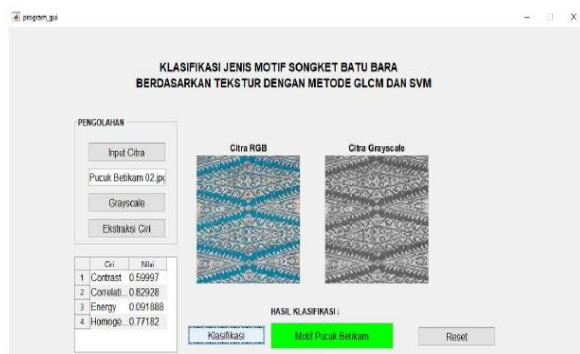 program_gui
KLASIFIKASI JENIS MOTIF SONGKET BATU BARA
BERDASARKAN TEKSTUR DENGAN METODE GLCM DAN SVM
PENGOLAHAN
Input Citra
Pucuk Betikam 02.jpg
Grayscale
Ekstraksi Ciri
Citra RGB
Citra Grayscale
Ciri Nilai
1 Contrast 0.59997
2 Correlati... 0.82928
3 Energy 0.091888
4 Homoge... 0.77182
HASIL KLASIFIKASI :
Klasifikasi
Motif Pucuk Betikam
Reset